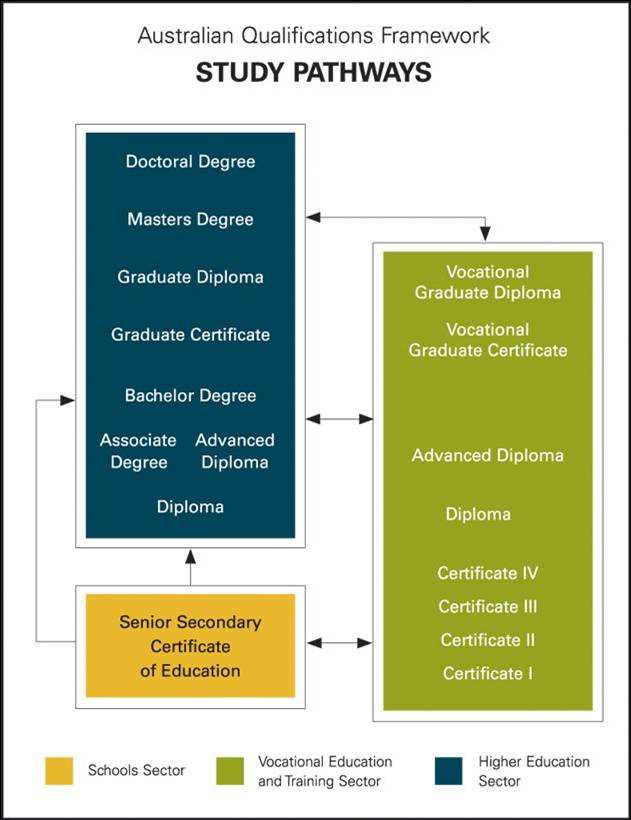 Australian Qualifications Framework
STUDY PATHWAYS
Doctoral Degree
Masters Degree
Graduate Diploma
Graduate Certificate
Bachelor Degree
Associate
Degree
Advanced
Diploma
Diploma
Senior Secondary
Certificate
of Education
Vocational
Graduate Diploma
Vocational
Graduate Certificate
Advanced Diploma
Diploma
Certificate IV
Certificate III
Certificate II
Certificate I
Schools Sector
Vocational Education
and Training Sector
Higher Education
Sector